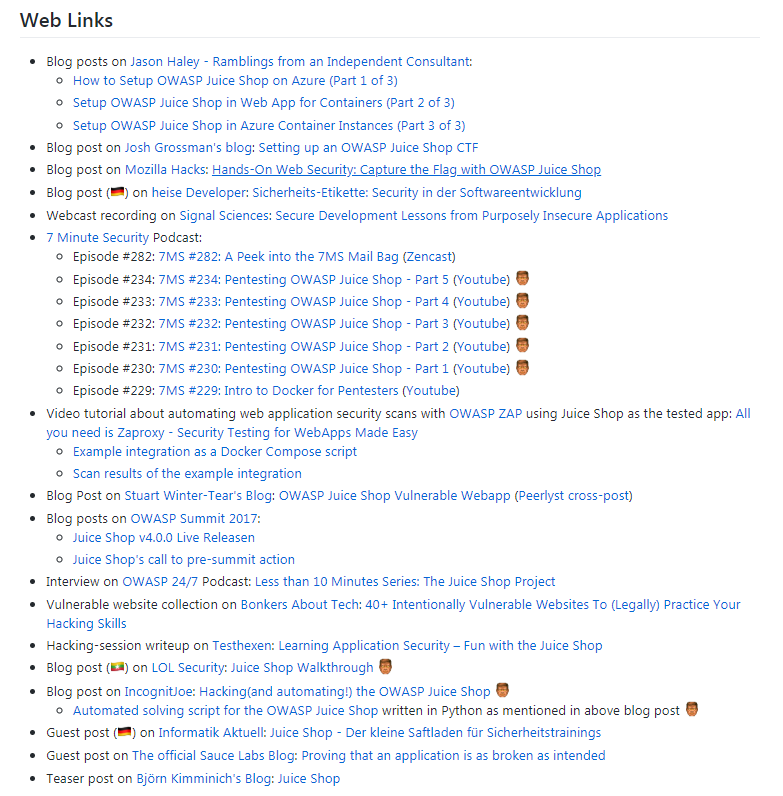 Web Links
Blog posts on Jason Haley - Ramblings from an Independent Consultant:
How to Setup OWASP Juice Shop on Azure (Part 1 of 3)
Setup OWASP Juice Shop in Web App for Containers (Part 2 of 3)
Setup OWASP Juice Shop in Azure Container Instances (Part 3 of 3)
Blog post on Josh Grossman's blog: Setting up an OWASP Juice Shop CTF
Blog post on Mozilla Hacks: Hands-On Web Security: Capture the Flag with OWASP Juice Shop
Blog post (🇩🇪) on heise Developer: Sicherheits-Etikette: Security in der Softwareentwicklung
Webcast recording on Signal Sciences: Secure Development Lessons from Purposely Insecure Applications
7 Minute Security Podcast:
Episode #282: 7MS #282: A Peek into the 7MS Mail Bag (Zencast)
Episode #234: 7MS #234: Pentesting OWASP Juice Shop - Part 5 (Youtube)
Episode #233: 7MS #233: Pentesting OWASP Juice Shop - Part 4 (Youtube)
Episode #232: 7MS #232: Pentesting OWASP Juice Shop - Part 3 (Youtube)
Episode #231: 7MS #231: Pentesting OWASP Juice Shop - Part 2 (Youtube)
Episode #230: 7MS #230: Pentesting OWASP Juice Shop - Part 1 (Youtube)
Episode #229: 7MS #229: Intro to Docker for Pentesters (Youtube)
Video tutorial about automating web application security scans with OWASP ZAP using Juice Shop as the tested app: All
you need is Zaproxy - Security Testing for WebApps Made Easy
Example integration as a Docker Compose script
Scan results of the example integration
Blog Post on Stuart Winter-Tear's Blog: OWASP Juice Shop Vulnerable Webapp (Peerlyst cross-post)
Blog posts on OWASP Summit 2017:
Juice Shop v4.0.0 Live Releasen
Juice Shop's call to pre-summit action
Interview on OWASP 24/7 Podcast: Less than 10 Minutes Series: The Juice Shop Project
Vulnerable website collection on Bonkers About Tech: 40+ Intentionally Vulnerable Websites To (Legally) Practice Your
Hacking Skills
Hacking-session writeup on Testhexen: Learning Application Security – Fun with the Juice Shop
Blog post (🇲🇲) on LOL Security: Juice Shop Walkthrough
Blog post on IncognitJoe: Hacking(and automating!) the OWASP Juice Shop
Automated solving script for the OWASP Juice Shop written in Python as mentioned in above blog post
Guest post (🇩🇪) on Informatik Aktuell: Juice Shop - Der kleine Saftladen für Sicherheitstrainings
Guest post on The official Sauce Labs Blog: Proving that an application is as broken as intended
Teaser post on Björn Kimminich's Blog: Juice Shop